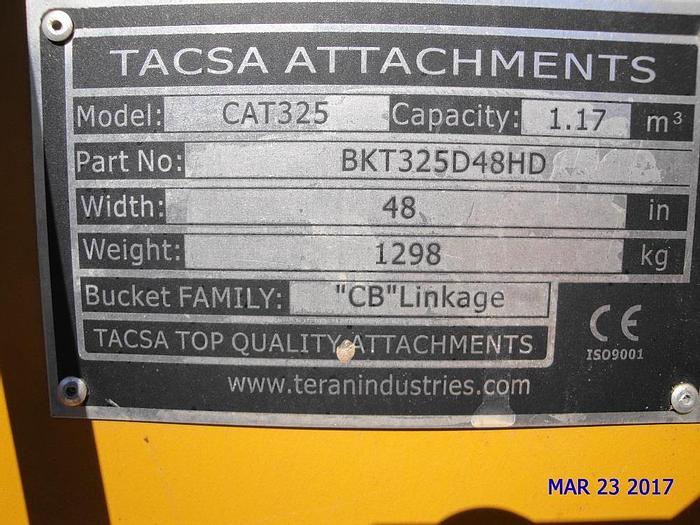 TACSA ATTACHMENTS
Model: CAT325 Capacity: 1.17 m³
Part No: BKT325D48HD
Width: 48 in
Weight: 1298 kg
Bucket FAMILY: "CB"Linkage
CE
ISO9001
TACSA TOP QUALITY ATTACHMENTS
www.teranindustries.com
MAR 23 2017